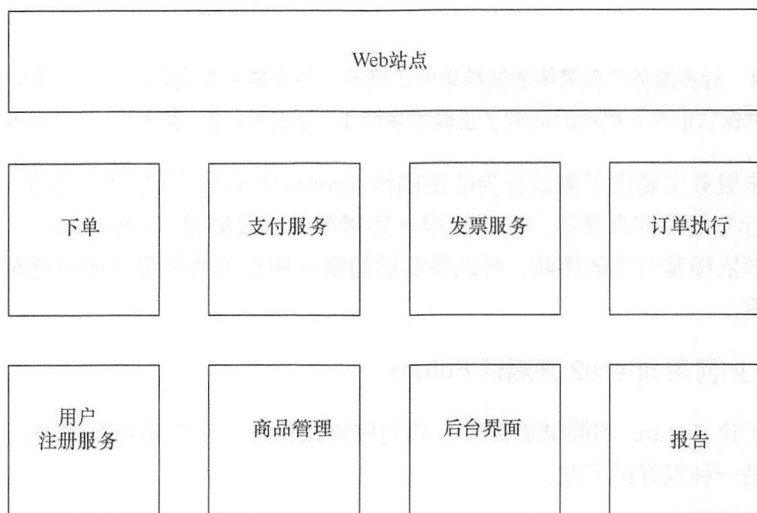 Web站点
下单
支付服务
发票服务
订单执行
用户
注册服务
商品管理
后台界面
报告